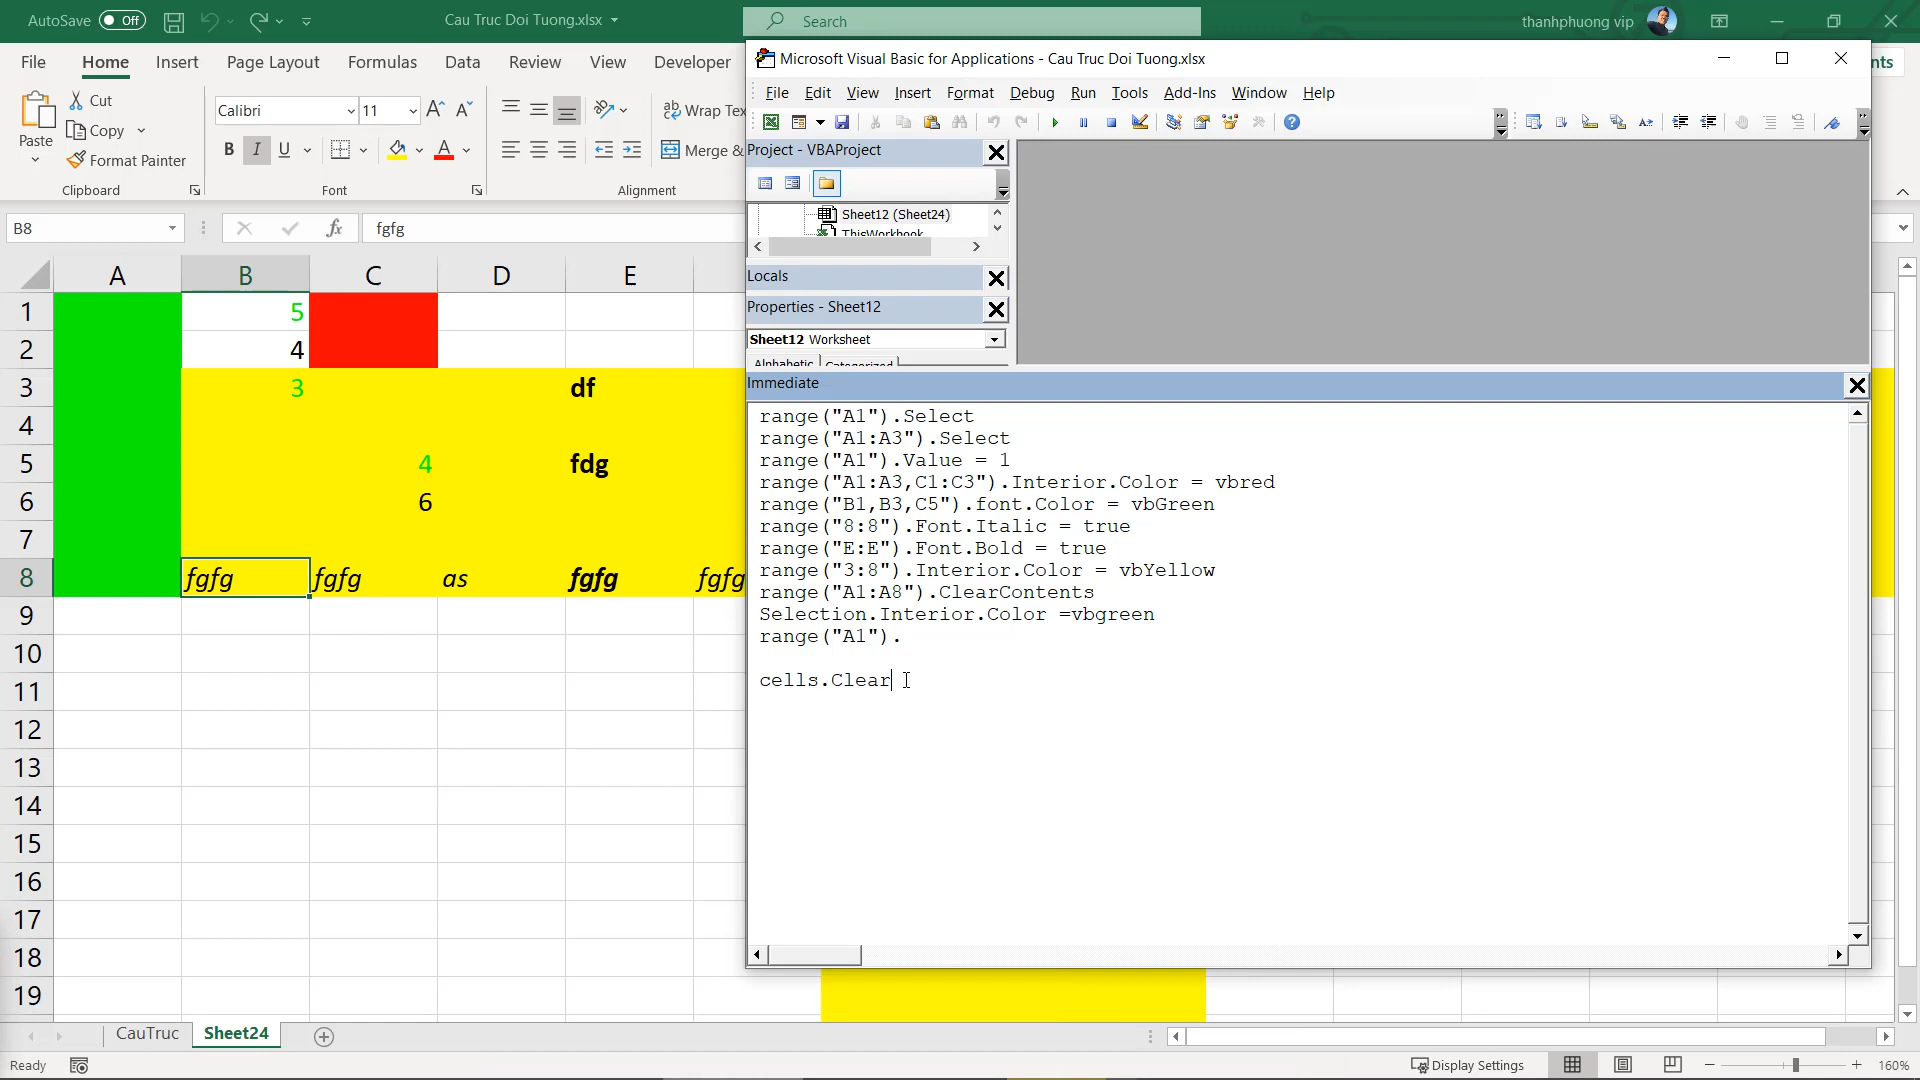 AutoSave Off
Cau Truc Doi Tuong.xlsx
Search
thanhphuong vip
File Home Insert Page Layout Formulas Data Review View Developer
nts
Paste
Cut
Copy
Format Painter
Clipboard
Calibri 11
B I U
A
Font
Wrap Tex
Merge &
Alignment
B8 fx fgfg
A B C D E
1 5
2 4
3 3 df
4
5 4 fdg
6 6
7
8 fgfg fgfg as fgfg fgfg
9
10
11
12
13
14
15
16
17
18
19
Microsoft Visual Basic for Applications - Cau Truc Doi Tuong.xlsx
File Edit View Insert Format Debug Run Tools Add-Ins Window Help
Project - VBAProject
Sheet12 (Sheet24)
ThisWorkbook
Locals
Properties - Sheet12
Sheet12 Worksheet
Alphabetic Categorized
Immediate
range("A1").Select
range("A1:A3").Select
range("A1").Value = 1
range("A1:A3,C1:C3").Interior.Color = vbred
range("B1,B3,C5").font.Color = vbGreen
range("8:8").Font.Italic = true
range("E:E").Font.Bold = true
range("3:8").Interior.Color = vbYellow
range("A1:A8").ClearContents
Selection.Interior.Color =vbgreen
range("A1").
cells.Clear
CauTruc Sheet24
Ready
Display Settings
160%